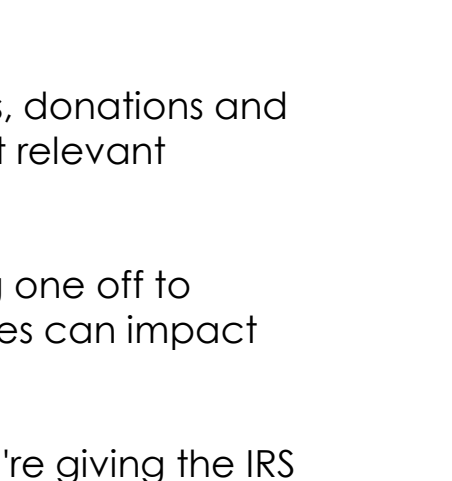 , donations and
relevant
one off to
es can impact
're giving the IRS